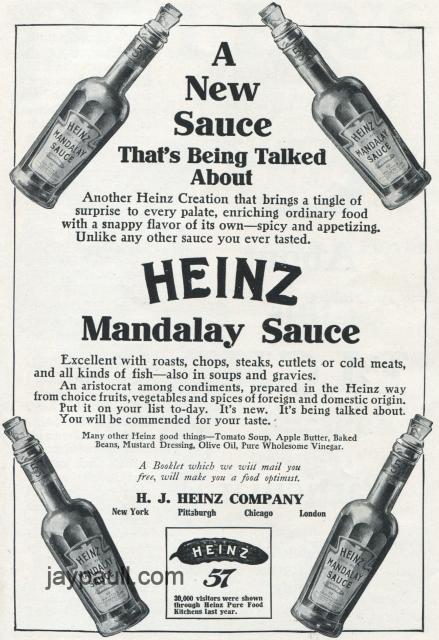 A
New
Sauce
That's Being Talked
About
Another Heinz Creation that brings a tingle of
surprise to every palate, enriching ordinary food
with a snappy flavor of its own—spicy and appetizing.
Unlike any other sauce you ever tasted.
HEINZ
Mandalay Sauce
Excellent with roasts, chops, steaks, cutlets or cold meats,
and all kinds of fish—also in soups and gravies.
An aristocrat among condiments, prepared in the Heinz way
from choice fruits, vegetables and spices of foreign and domestic origin.
Put it on your list to-day. It's new. It's being talked about.
You will be commended for your taste.
Many other Heinz good things—Tomato Soup, Apple Butter, Baked
Beans, Mustard Dressing, Olive Oil, Pure Wholesome Vinegar.
A Booklet which we will mail you
free, will make you a food optimist.
H. J. HEINZ COMPANY
New York Pittsburgh Chicago London
HEINZ
57
30,000 visitors were shown
through Heinz Pure Food
Kitchens last year.
HEINZ
MANDALAY
SAUCE
HEINZ
MANDALAY
SAUCE
HEINZ
MANDALAY
SAUCE
HEINZ
MANDALAY
SAUCE
jaypaull.com